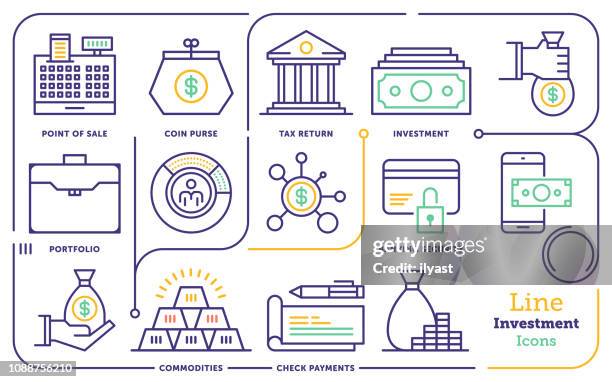 POINT OF SALE
COIN PURSE
TAX RETURN
INVESTMENT
PORTFOLIO
gettyimages
Credit: ilyast
Line
Investment
Icons
COMMODITIES
CHECK PAYMENTS
1088756210